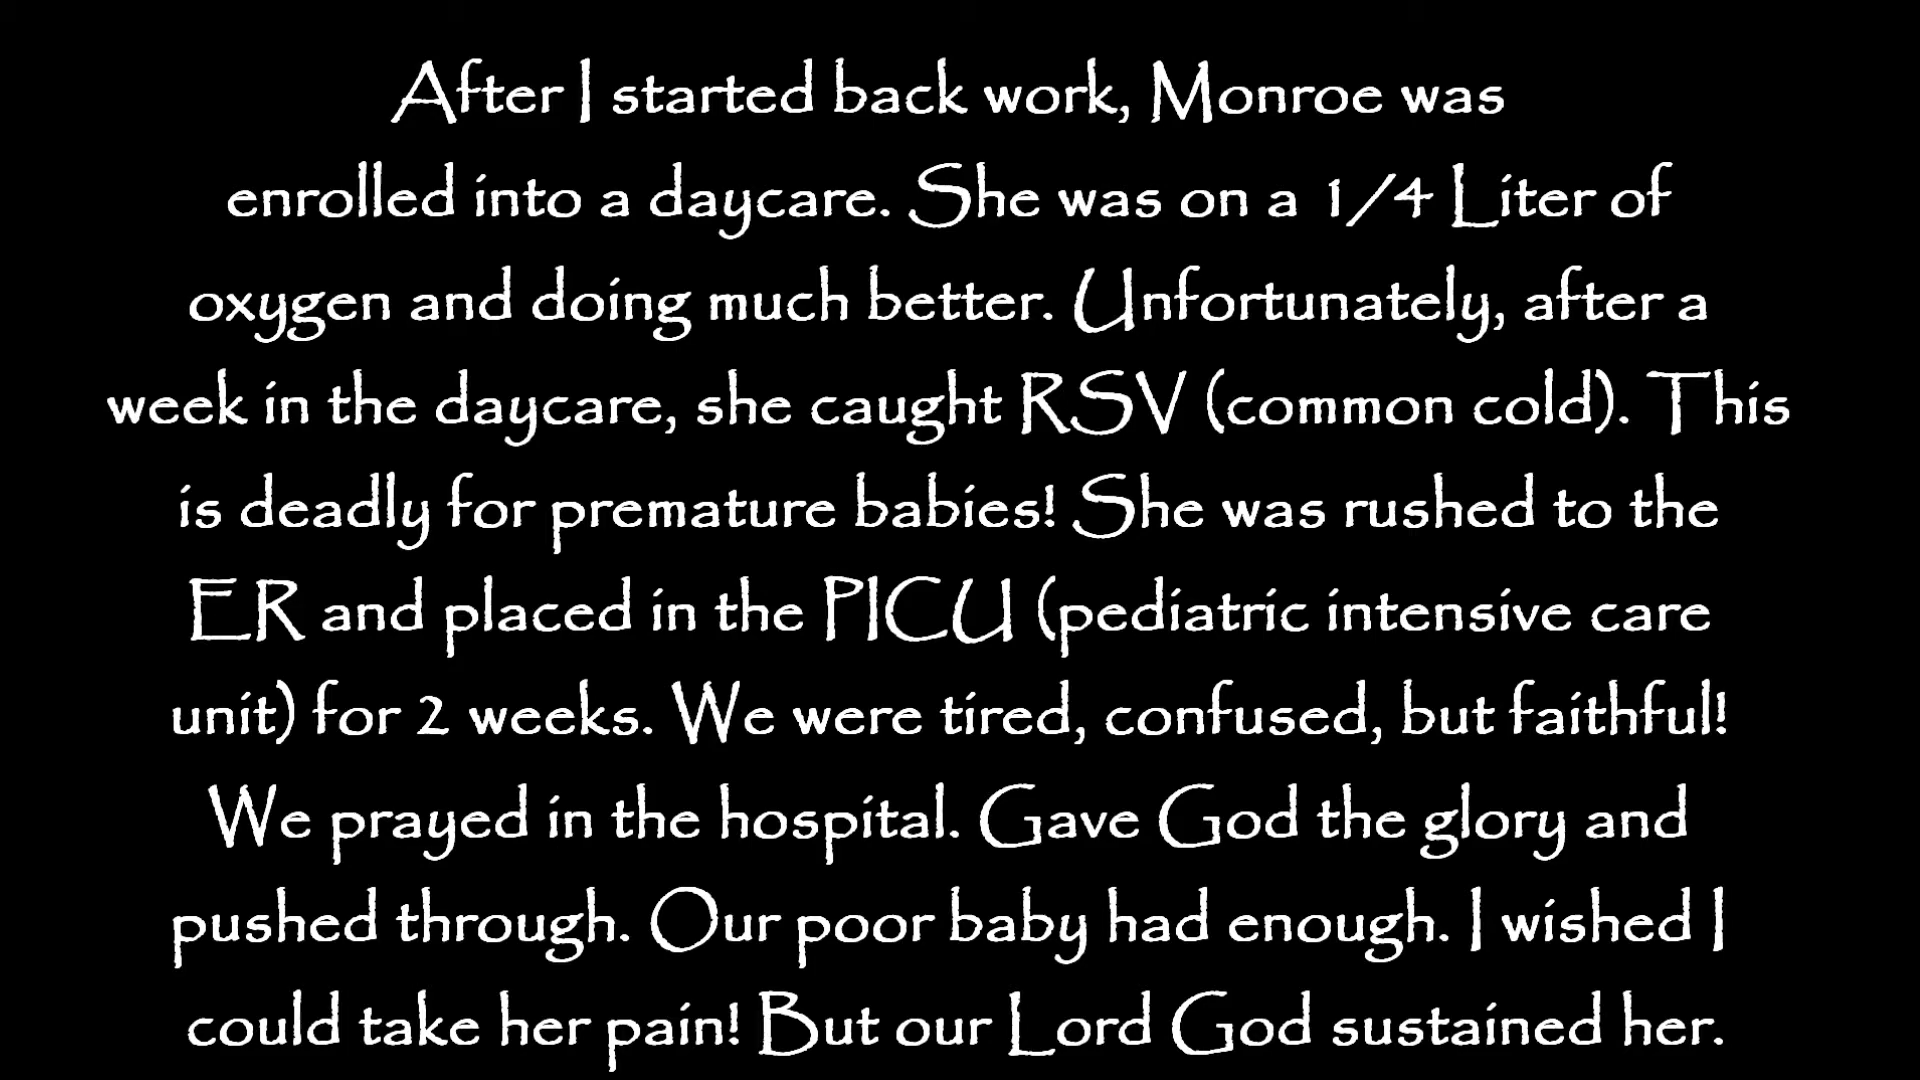 After I started back work, Monroe was
enrolled into a daycare. She was on a 1/4 Liter of
oxygen and doing much better. Unfortunately, after a
week in the daycare, she caught RSV (common cold). This
is deadly for premature babies! She was rushed to the
ER and placed in the PICU (pediatric intensive care
unit) for 2 weeks. We were tired, confused, but faithful!
We prayed in the hospital. Gave God the glory and
pushed through. Our poor baby had enough. I wished I
could take her pain! But our Lord God sustained her.